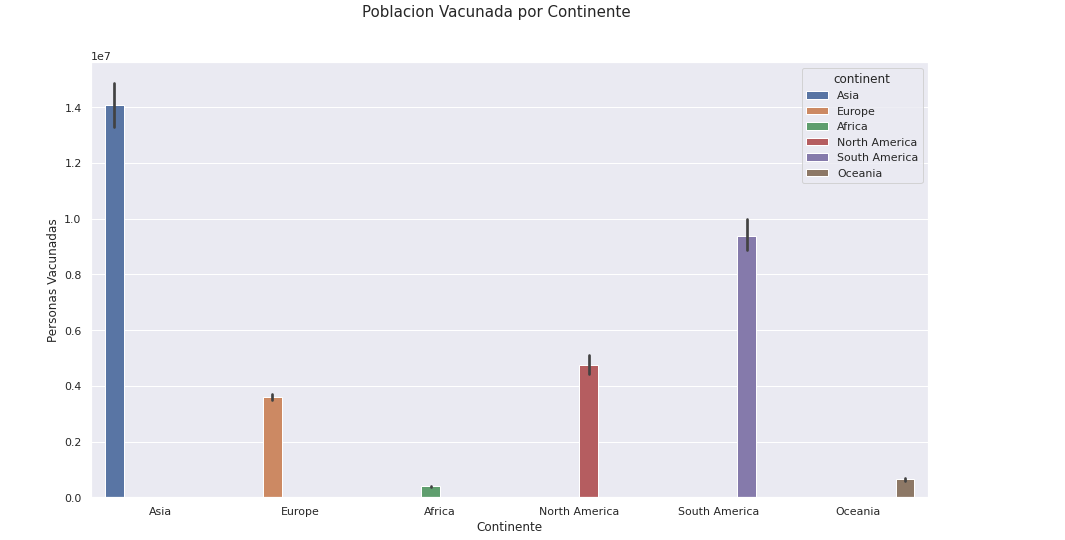 Poblacion Vacunada por Continente
1e7
continent
Asia
Europe
Africa
North America
South America
Oceania
1.4
1.2
1.0
0.8
0.6
0.4
0.2
0.0
Personas Vacunadas
Asia
Europe
Africa
North America
South America
Oceania
Continente